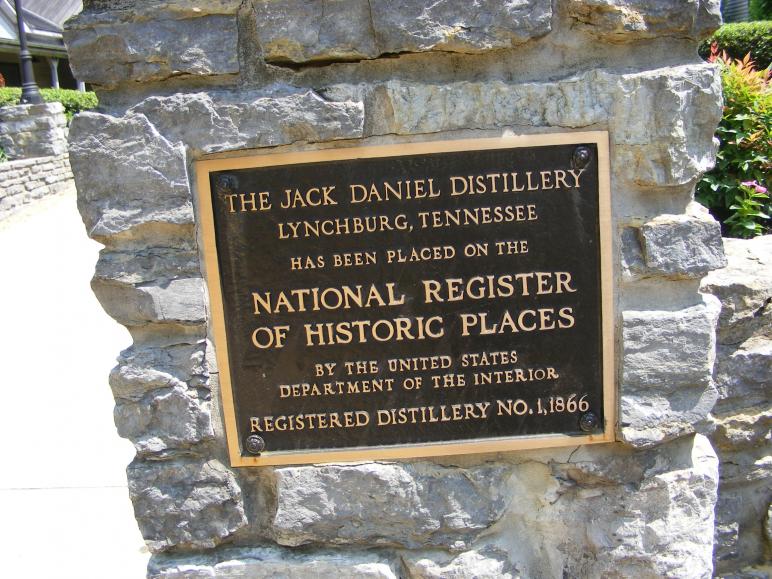 THE JACK DANIEL DISTILLERY
LYNCHBURG, TENNESSEE
HAS BEEN PLACED ON THE
NATIONAL REGISTER
OF HISTORIC PLACES
BY THE UNITED STATES
DEPARTMENT OF THE INTERIOR
REGISTERED DISTILLERY NO. 1, 1866